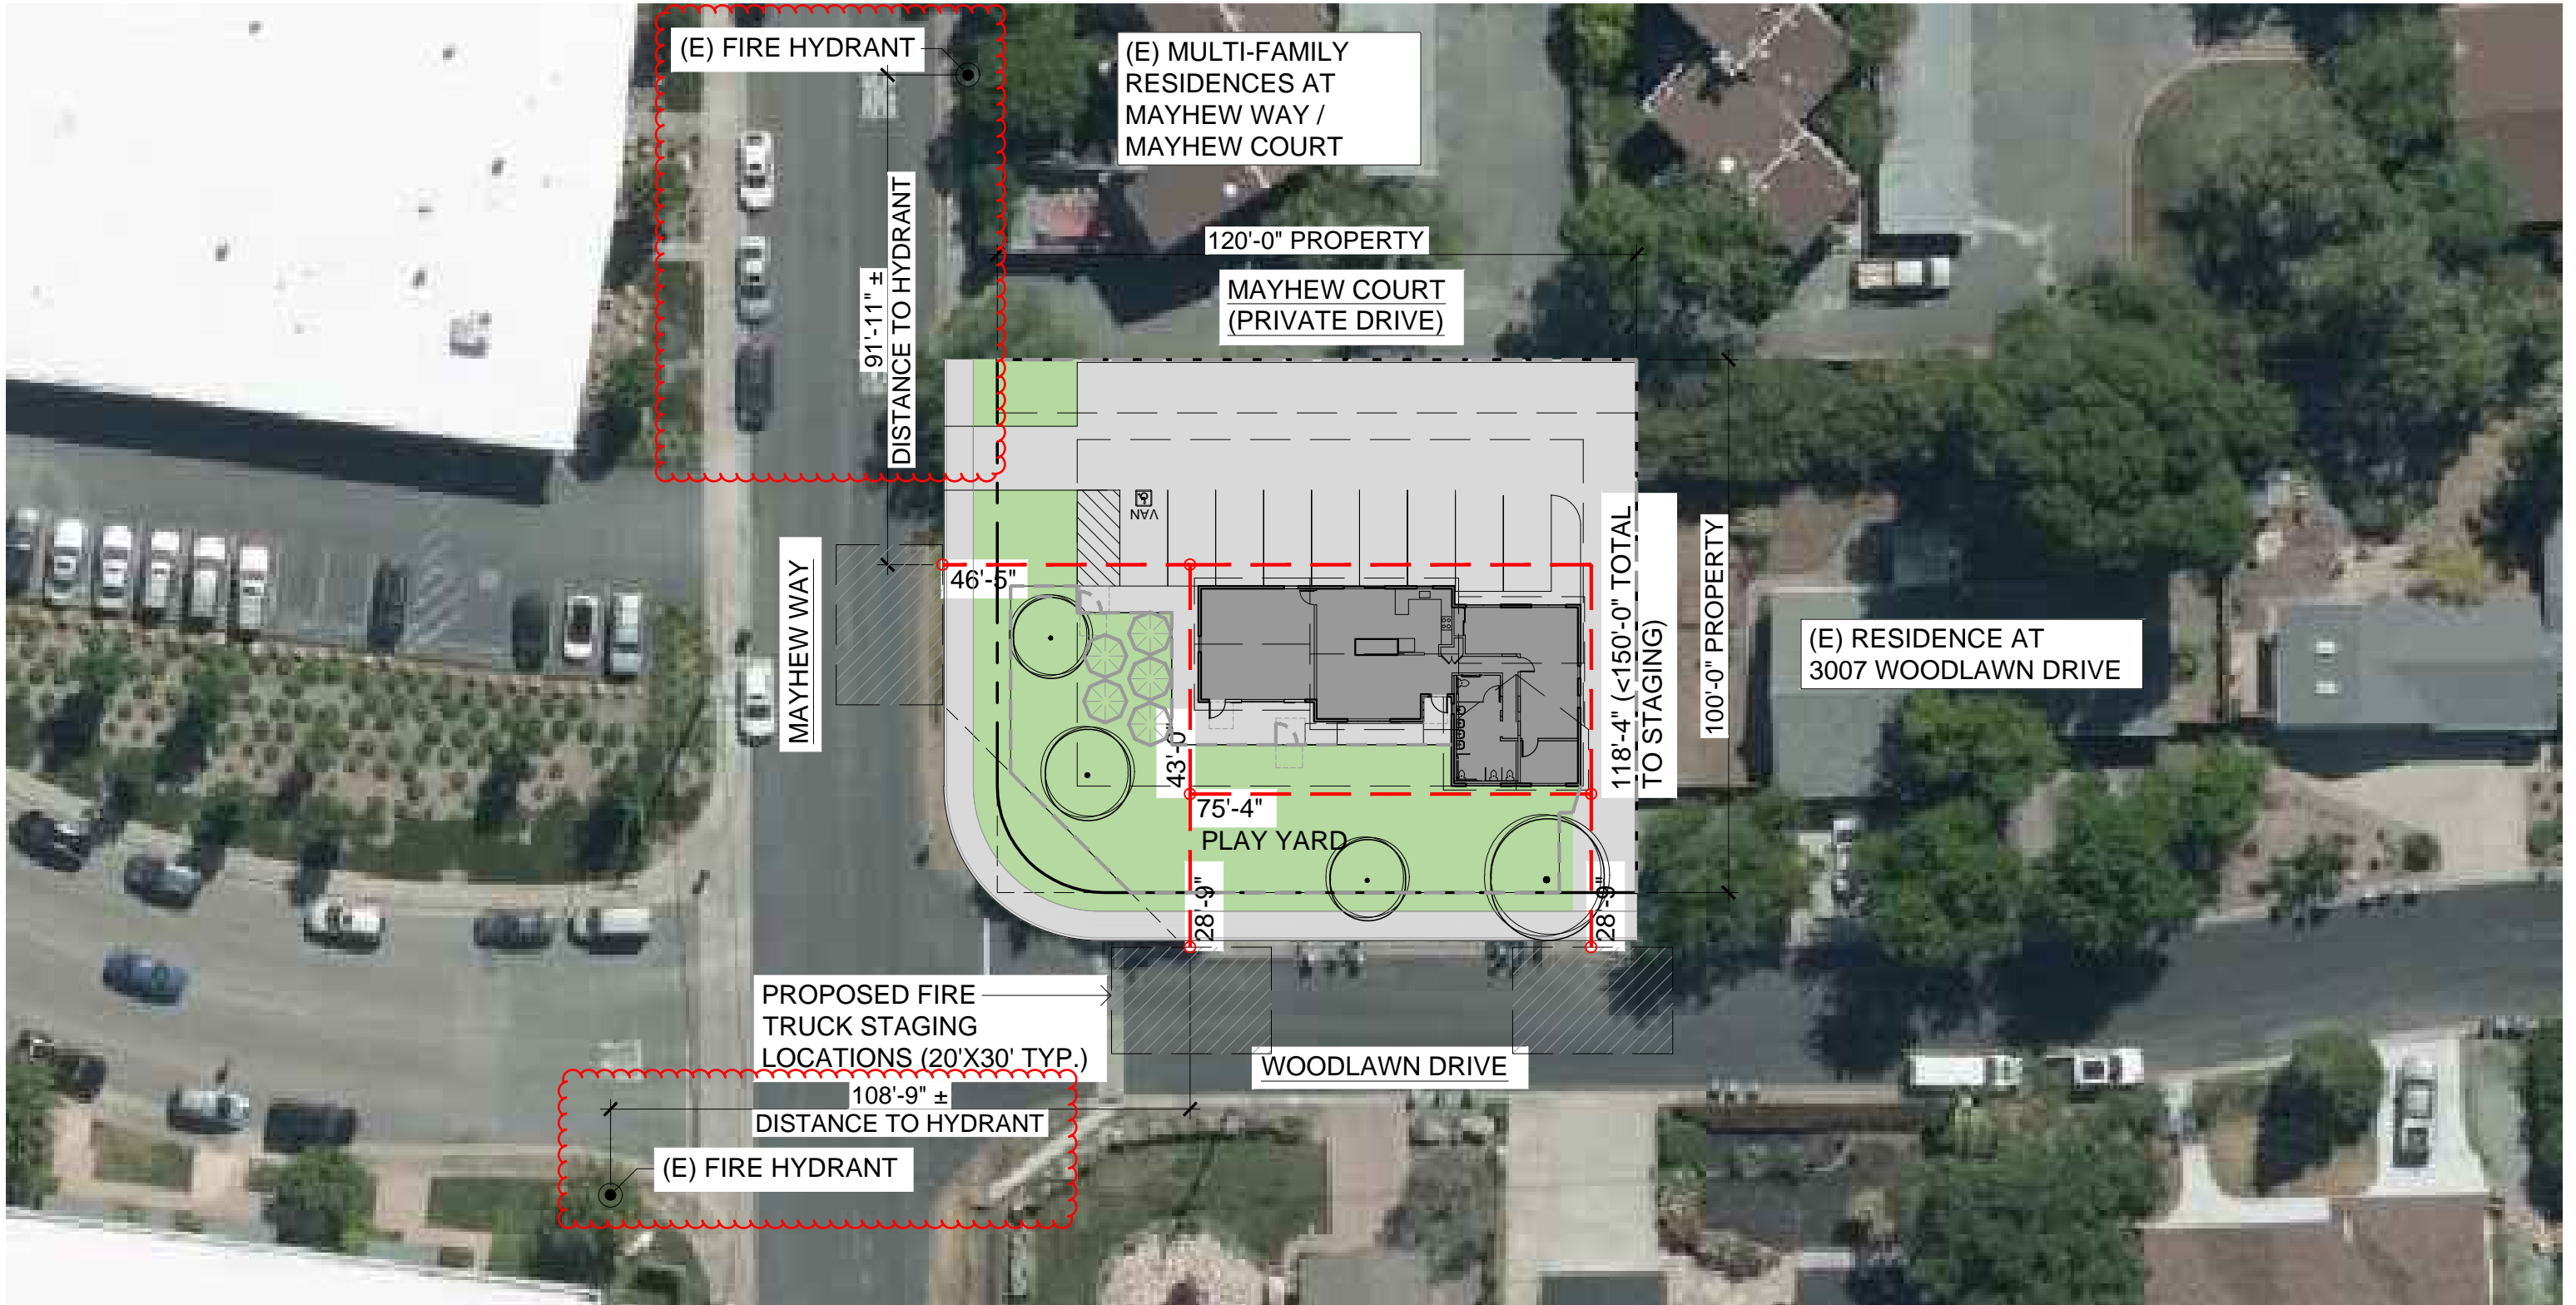 (E) FIRE HYDRANT
(E) MULTI-FAMILY
RESIDENCES AT
MAYHEW WAY /
MAYHEW COURT
91'-11" ±
DISTANCE TO HYDRANT
120'-0" PROPERTY
MAYHEW COURT
(PRIVATE DRIVE)
VAN
MAYHEW WAY
46'-5"
118'-4" (<150'-0" TOTAL
TO STAGING)
100'-0" PROPERTY
(E) RESIDENCE AT
3007 WOODLAWN DRIVE
43'-0"
75'-4"
PLAY YARD
28'-9"
28'-9"
PROPOSED FIRE
TRUCK STAGING
LOCATIONS (20'X30' TYP.)
WOODLAWN DRIVE
108'-9" ±
DISTANCE TO HYDRANT
(E) FIRE HYDRANT